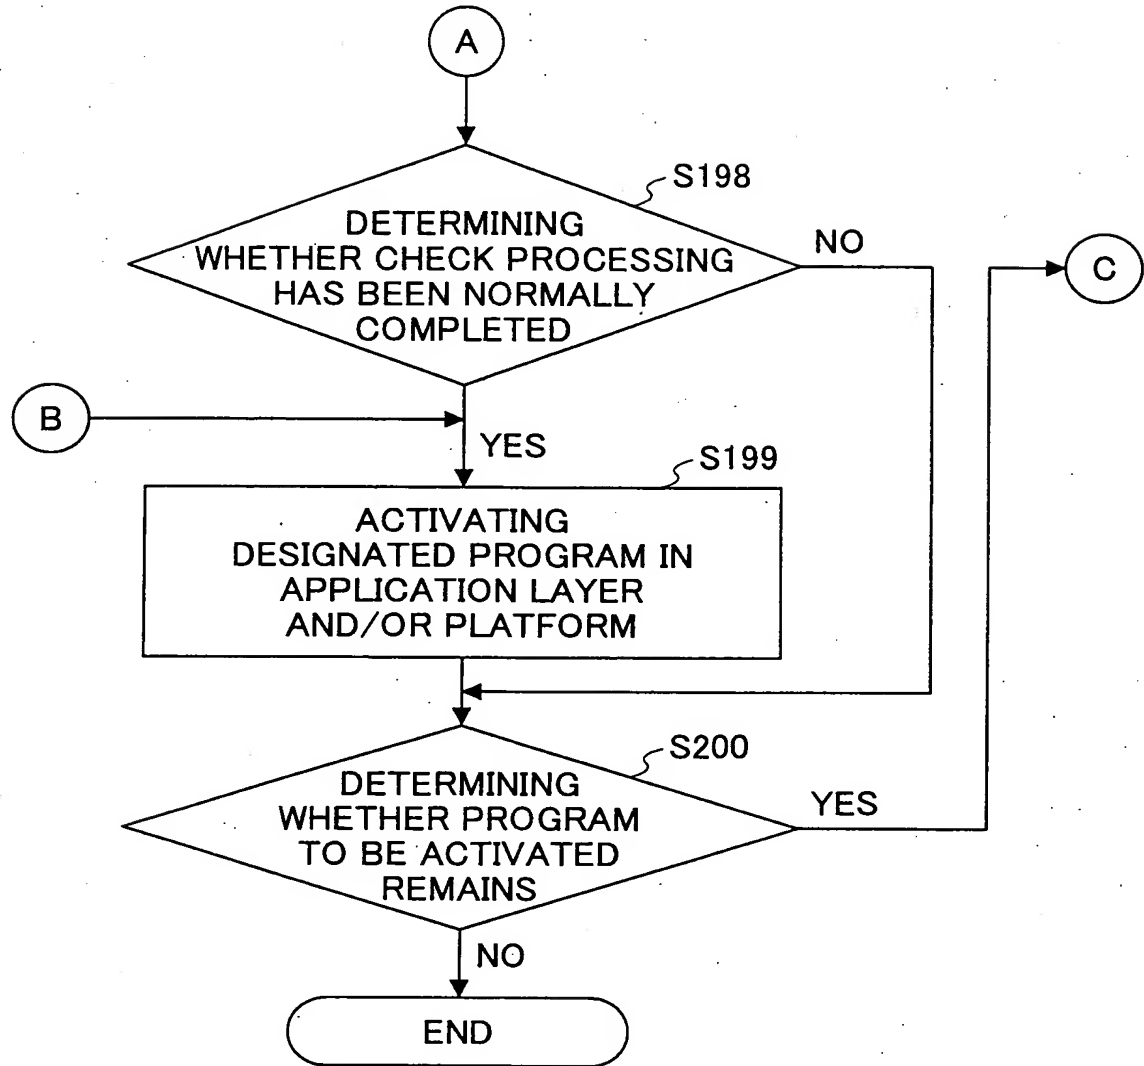 A
S198
DETERMINING
WHETHER CHECK PROCESSING
HAS BEEN NORMALLY
COMPLETED
NO
C
B
YES
S199
ACTIVATING
DESIGNATED PROGRAM IN
APPLICATION LAYER
AND/OR PLATFORM
S200
DETERMINING
WHETHER PROGRAM
TO BE ACTIVATED
REMAINS
YES
NO
END